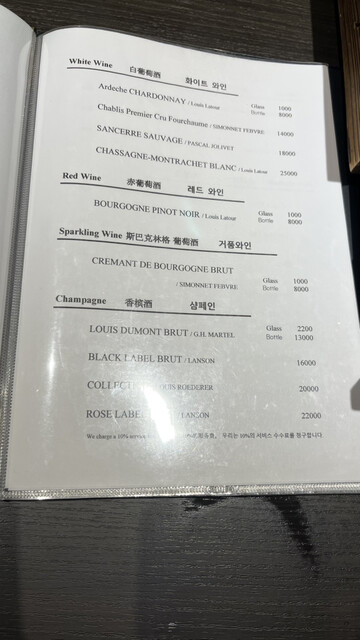 White Wine 白葡萄酒 화이트 와인
Ardeche CHARDONNAY / Louis Latour Glass 1000
Bottle 8000
Chablis Premier Cru Fourchaume / SIMONNET FEBVRE 14000
SANCERRE SAUVAGE / PASCAL JOLIVET 18000
CHASSAGNE-MONTRACHET BLANC / Louis Latour 25000
Red Wine 赤葡萄酒 레드 와인
BOURGOGNE PINOT NOIR / Louis Latour Glass 1000
Bottle 8000
Sparkling Wine 斯巴克林格 葡萄酒 거품와인
CREMANT DE BOURGOGNE BRUT
/ SIMONNET FEBVRE Glass 1000
Bottle 8000
Champagne 香槟酒 샴페인
LOUIS DUMONT BRUT / G.H. MARTEL Glass 2200
Bottle 13000
BLACK LABEL BRUT / LANSON 16000
LOUIS ROEDERER 20000
ROSE LABEL / LANSON 22000
We charge a 10% service 우리는 10%의 서비스 수수료를 청구합니다